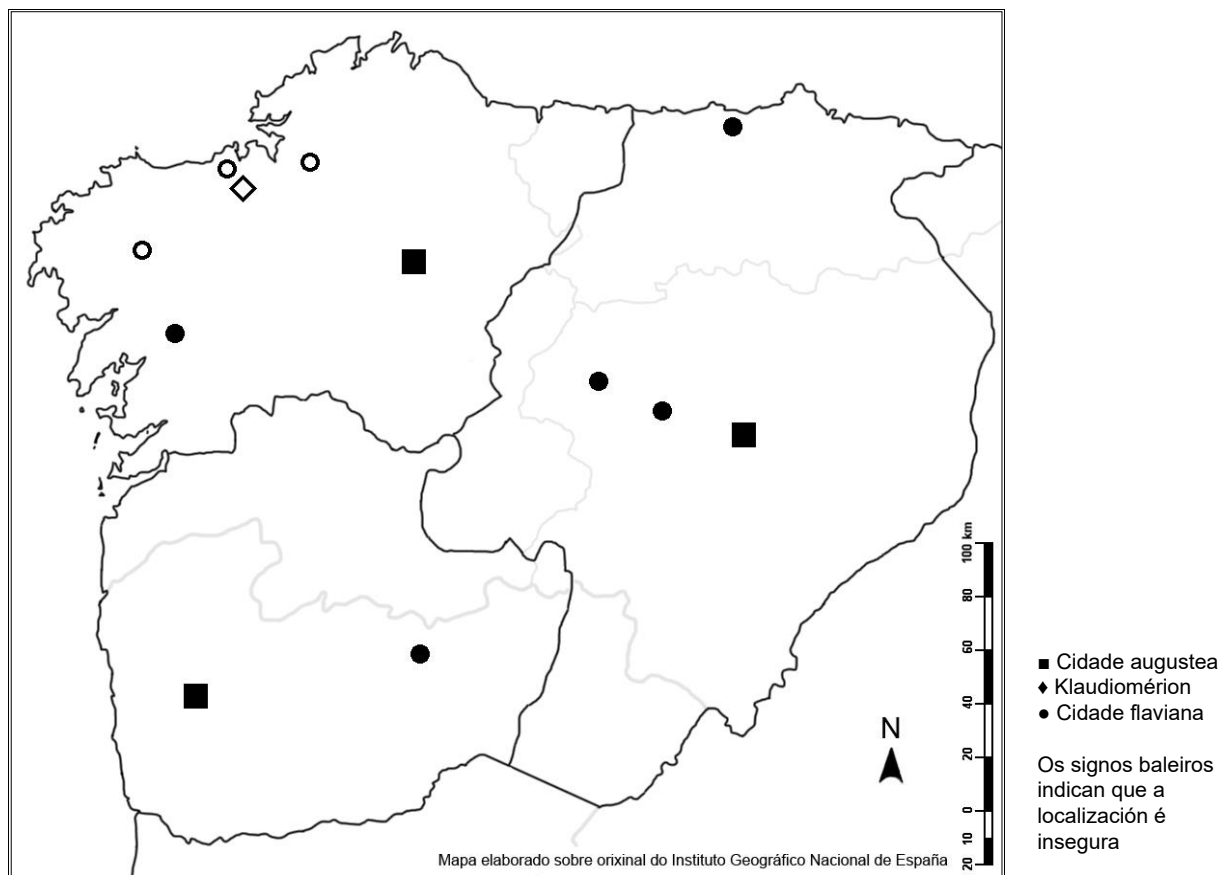 100 km
80
60
40
20
0
10
20
N
Mapa elaborado sobre orixinal do Instituto Geográfico Nacional de España
■ Cidade augustea
♦ Klaudiomérion
● Cidade flaviana
Os signos baleiros
indican que a
localización é
insegura